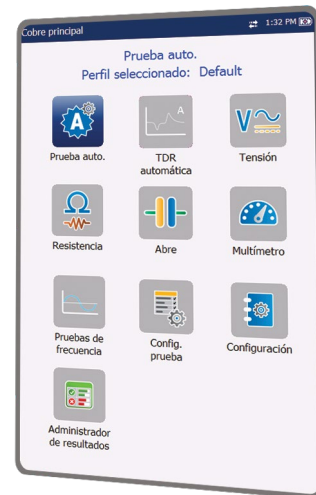 Cobre principal
1:32 PM
Prueba auto.
Perfil seleccionado: Default
A
Prueba auto.
A
TDR
automática
V
Tensión
Ω
Resistencia
Abre
Multímetro
Pruebas de
frecuencia
Config.
prueba
Configuración
Administrador
de resultados